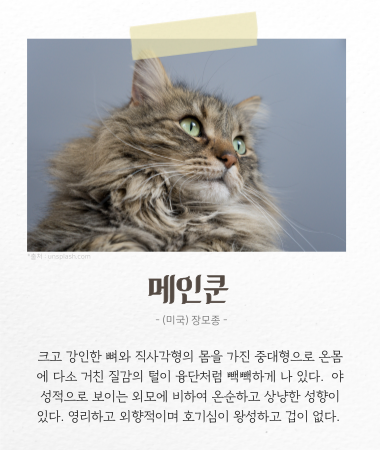 *출처 : unsplash.com
메인쿤
- (미국) 장모종 -
크고 강인한 뼈와 직사각형의 몸을 가진 중대형으로 온몸
에 다소 거친 질감의 털이 융단처럼 빽빽하게 나 있다. 야
성적으로 보이는 외모에 비하여 온순하고 상냥한 성향이
있다. 영리하고 외향적이며 호기심이 왕성하고 겁이 없다.